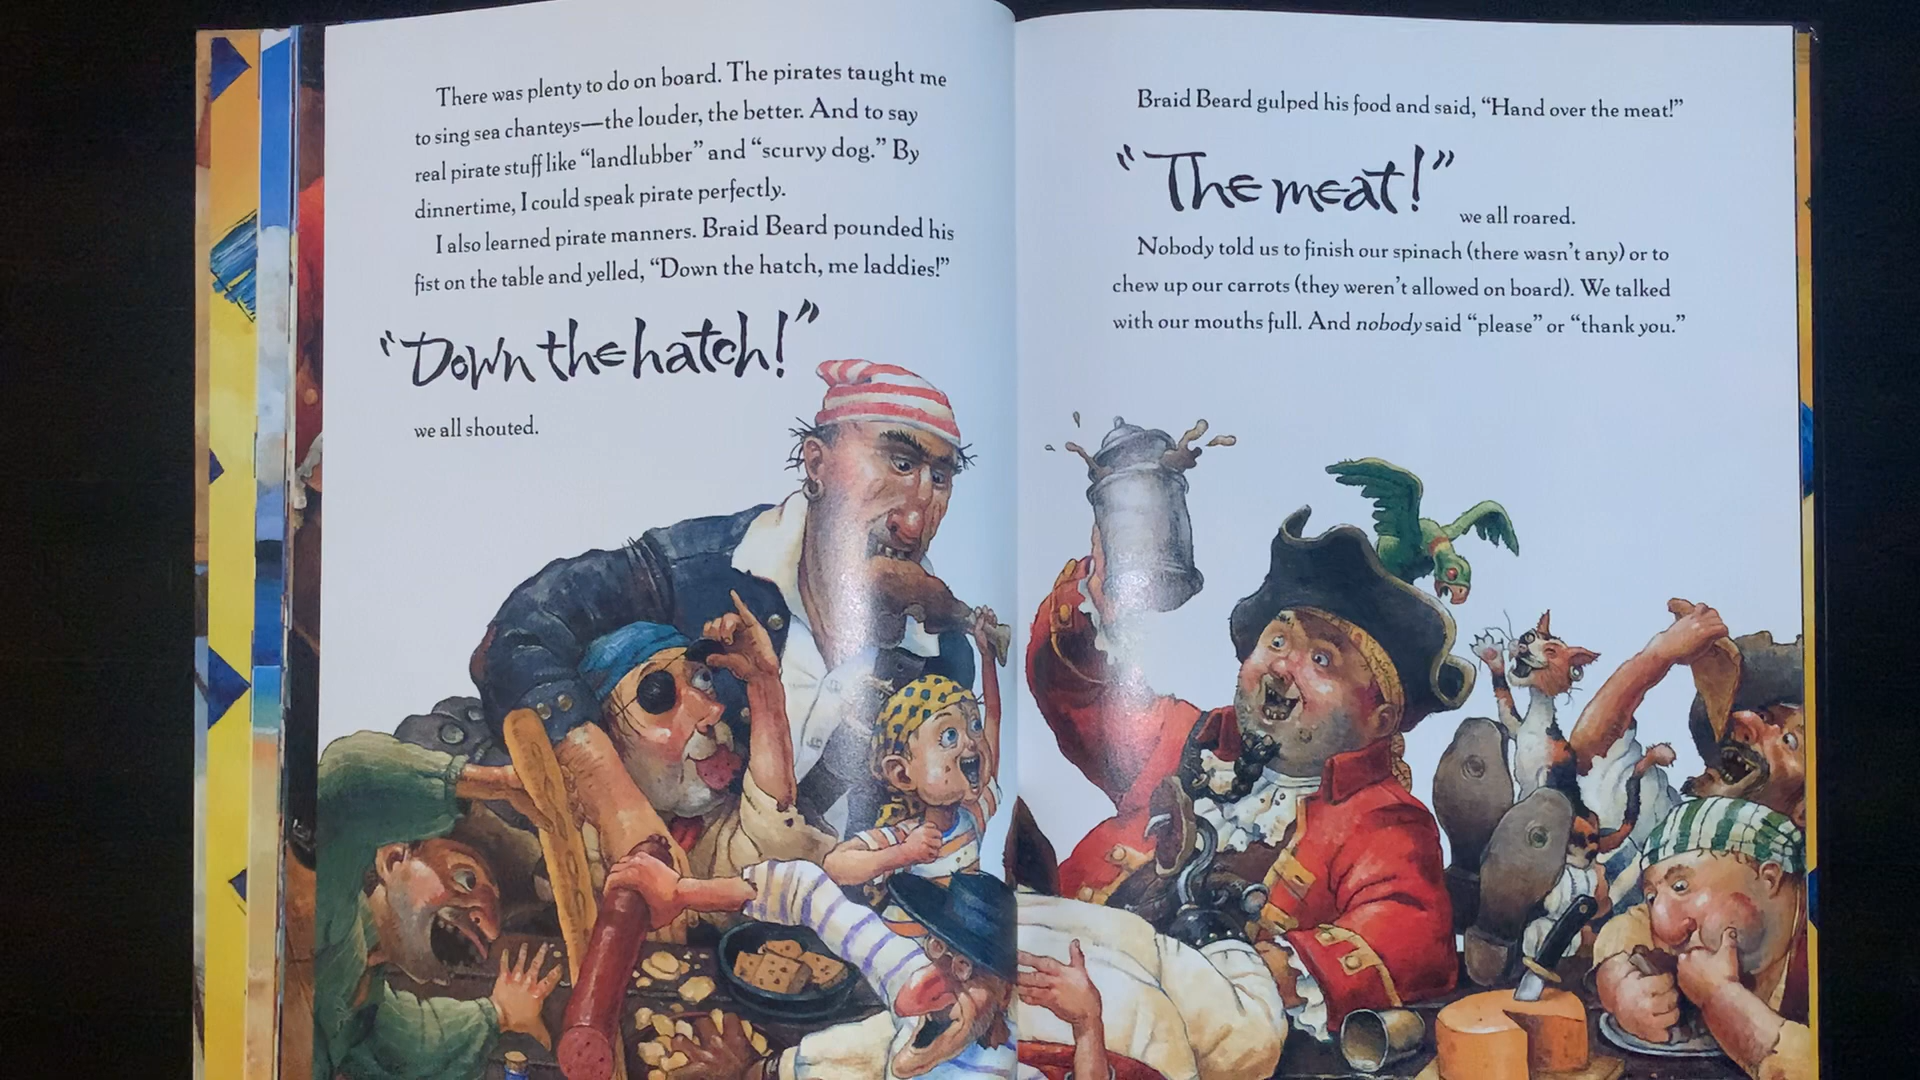 There was plenty to do on board. The pirates taught me
to sing sea chanteys—the louder, the better. And to say
real pirate stuff like “landlubber” and “scurvy dog.” By
dinnertime, I could speak pirate perfectly.
I also learned pirate manners. Braid Beard pounded his
fist on the table and yelled, “Down the hatch, me laddies!”
“Down the hatch!”
we all shouted.
Braid Beard gulped his food and said, “Hand over the meat!”
“The meat!” we all roared.
Nobody told us to finish our spinach (there wasn’t any) or to
chew up our carrots (they weren’t allowed on board). We talked
with our mouths full. And nobody said “please” or “thank you.”